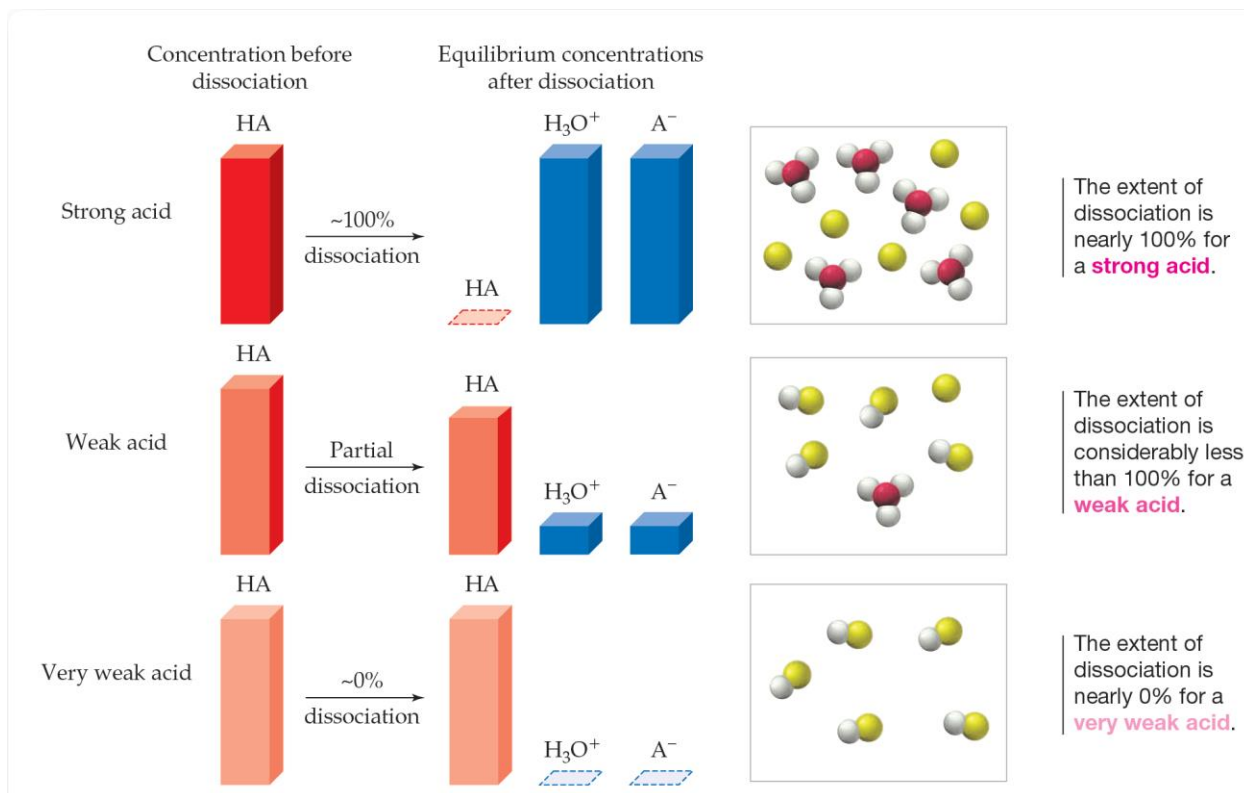 Concentration before
dissociation
Equilibrium concentrations
after dissociation
HA
H₃O⁺
A⁻
Strong acid
~100%
dissociation
HA
The extent of
dissociation is
nearly 100% for
a strong acid.
HA
HA
Weak acid
Partial
dissociation
H₃O⁺
A⁻
The extent of
dissociation is
considerably less
than 100% for a
weak acid.
HA
HA
Very weak acid
~0%
dissociation
H₃O⁺
A⁻
The extent of
dissociation is
nearly 0% for a
very weak acid.